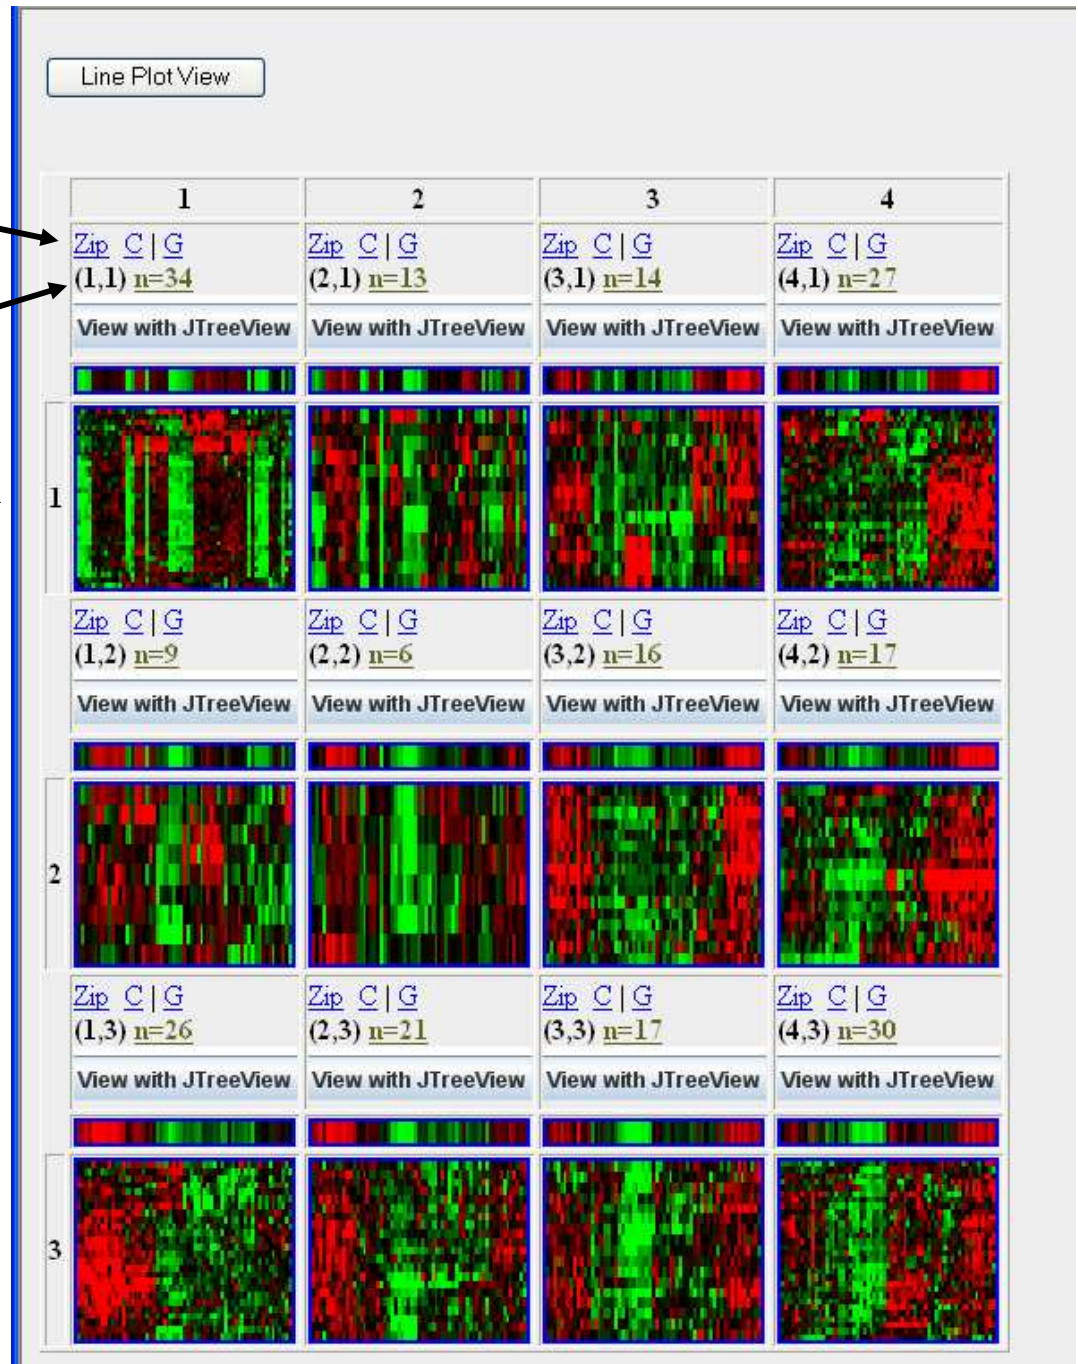 Line Plot View
1 2 3 4
Zip C | G Zip C | G Zip C | G Zip C | G
(1,1) n=34 (2,1) n=13 (3,1) n=14 (4,1) n=27
View with JTreeView View with JTreeView View with JTreeView View with JTreeView
1
Zip C | G Zip C | G Zip C | G Zip C | G
(1,2) n=9 (2,2) n=6 (3,2) n=16 (4,2) n=17
View with JTreeView View with JTreeView View with JTreeView View with JTreeView
2
Zip C | G Zip C | G Zip C | G Zip C | G
(1,3) n=26 (2,3) n=21 (3,3) n=17 (4,3) n=30
View with JTreeView View with JTreeView View with JTreeView View with JTreeView
3